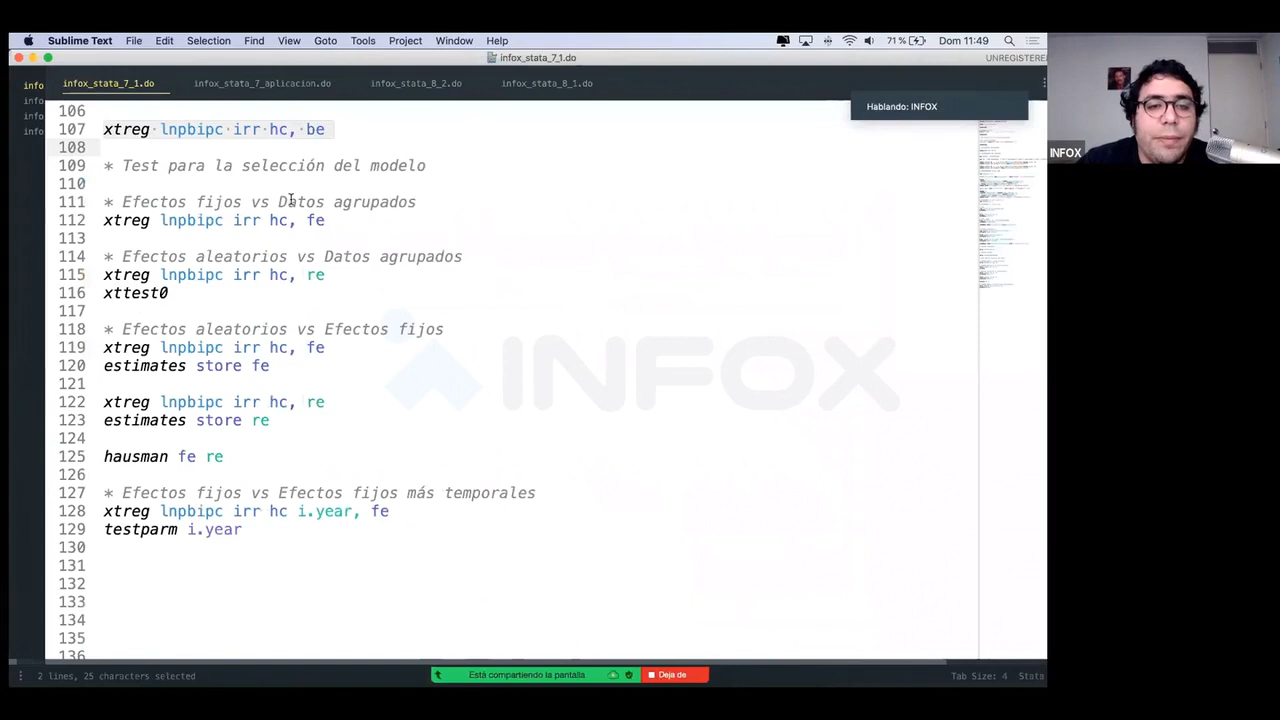 Sublime Text File Edit Selection Find View Goto Tools Project Window Help 71 % Dom 11:49
infox_stata_7_1.do UNREGISTERE
info infox_stata_7_1.do infox_stata_7_aplicacion.do infox_stata_8_2.do infox_stata_8_1.do
info
info
info
Hablando: INFOX
INFOX
106
107 xtreg lnpbipc irr hc, be
108
109 * Test para la selección del modelo
110
111 * Efectos fijos vs Datos agrupados
112 xtreg lnpbipc irr hc, fe
113
114 * Efectos aleatorios vs Datos agrupados
115 xtreg lnpbipc irr hc, re
116 xttest0
117
118 * Efectos aleatorios vs Efectos fijos
119 xtreg lnpbipc irr hc, fe
120 estimates store fe
121
122 xtreg lnpbipc irr hc, re
123 estimates store re
124
125 hausman fe re
126
127 * Efectos fijos vs Efectos fijos más temporales
128 xtreg lnpbipc irr hc i.year, fe
129 testparm i.year
130
131
132
133
134
135
136
INFOX
Está compartiendo la pantalla Deja de
2 lines, 25 characters selected Tab Size: 4 Stata